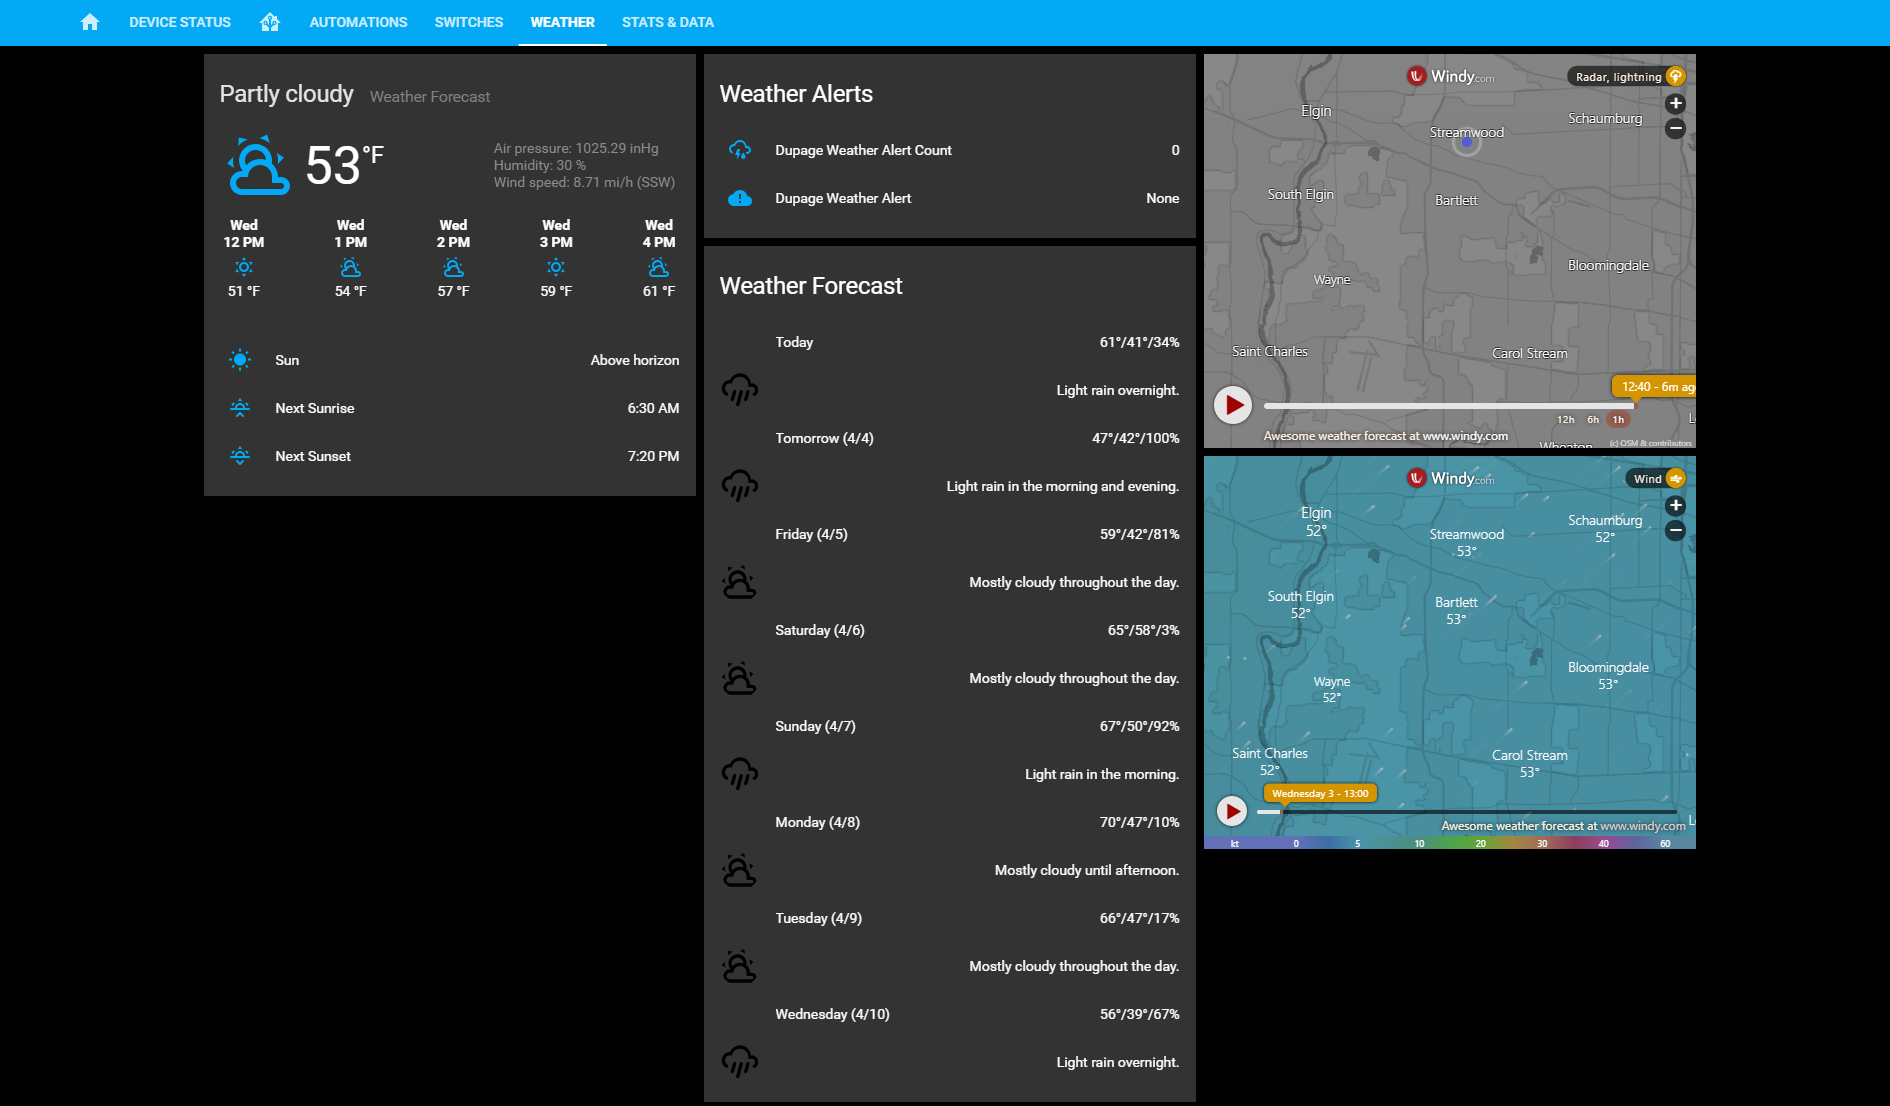 DEVICE STATUS
AUTOMATIONS
SWITCHES
WEATHER
STATS & DATA
Partly cloudy Weather Forecast
53 °F
Air pressure: 1025.29 inHg
Humidity: 30 %
Wind speed: 8.71 mi/h (SSW)
Wed Wed Wed Wed Wed
12 PM 1 PM 2 PM 3 PM 4 PM
51 °F 54 °F 57 °F 59 °F 61 °F
Sun Above horizon
Next Sunrise 6:30 AM
Next Sunset 7:20 PM
Weather Alerts
Dupage Weather Alert Count 0
Dupage Weather Alert None
Weather Forecast
Today 61°/41°/34%
Light rain overnight.
Tomorrow (4/4) 47°/42°/100%
Light rain in the morning and evening.
Friday (4/5) 59°/42°/81%
Mostly cloudy throughout the day.
Saturday (4/6) 65°/58°/3%
Mostly cloudy throughout the day.
Sunday (4/7) 67°/50°/92%
Light rain in the morning.
Monday (4/8) 70°/47°/10%
Mostly cloudy until afternoon.
Tuesday (4/9) 66°/47°/17%
Mostly cloudy throughout the day.
Wednesday (4/10) 56°/39°/67%
Light rain overnight.
Windy.com
Radar, lightning
+
−
Elgin
Schaumburg
Streamwood
South Elgin
Bartlett
Bloomingdale
Wayne
Saint Charles
Carol Stream
12:40 - 6m ag
12h 6h 1h
L
Awesome weather forecast at www.windy.com
Wheaton
(c) OSM & contributors
Windy.com
Wind
+
−
Elgin
52°
Schaumburg
52°
Streamwood
53°
South Elgin
52°
Bartlett
53°
Bloomingdale
53°
Wayne
52°
Saint Charles
52°
Carol Stream
53°
Wednesday 3 - 13:00
L
Awesome weather forecast at www.windy.com
kt 0 5 10 20 30 40 60